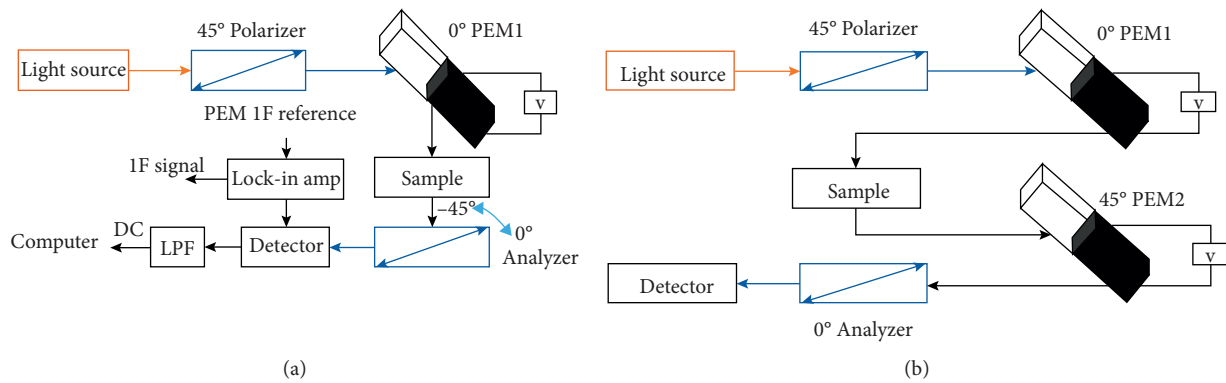 45° Polarizer
0° PEM1
Light source
v
PEM 1F reference
1F signal
Lock-in amp
Sample
–45°
0°
Analyzer
DC
Computer
LPF
Detector
(a)
45° Polarizer
0° PEM1
Light source
v
Sample
45° PEM2
v
Detector
0° Analyzer
(b)